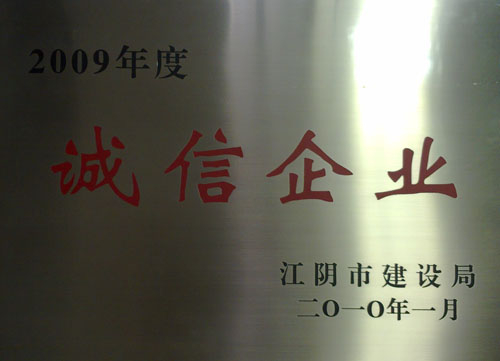 2009年度
诚信企业
江阴市建设局
二O一O年一月